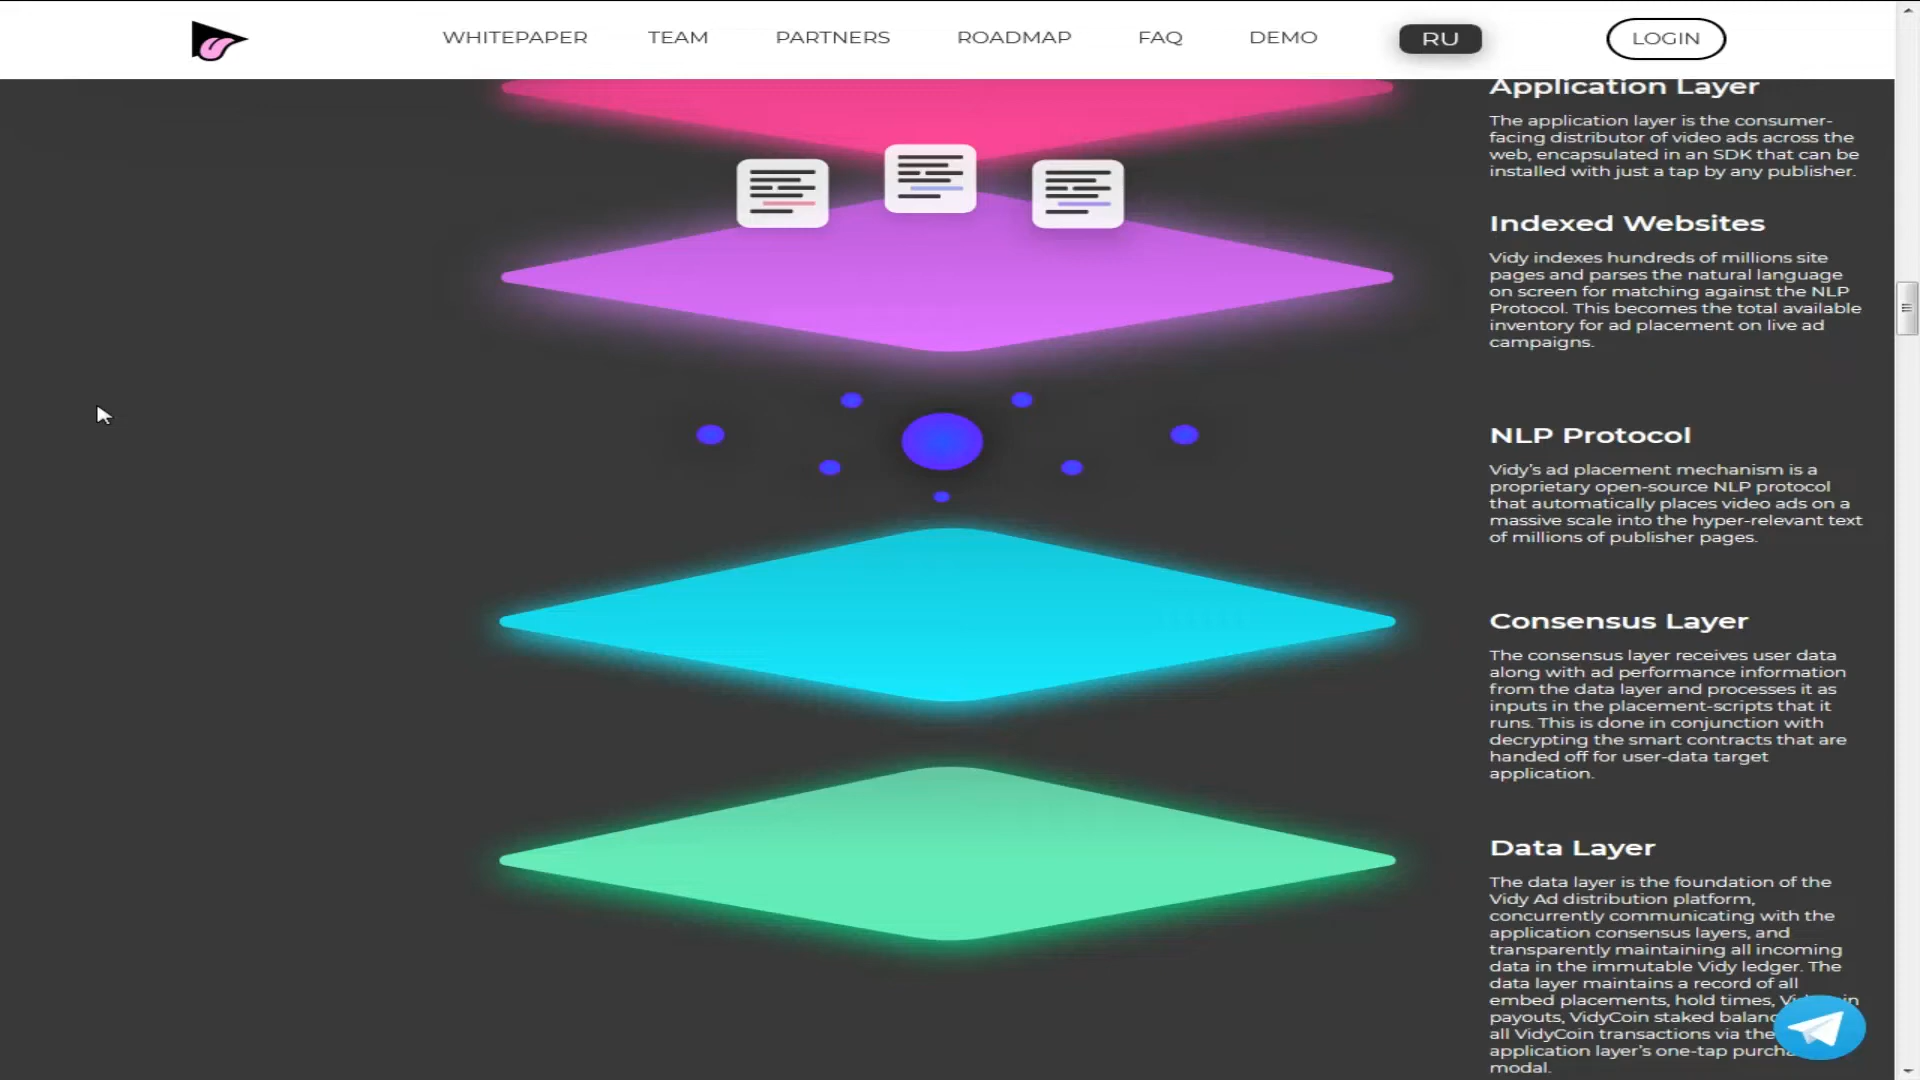 WHITEPAPER TEAM PARTNERS ROADMAP FAQ DEMO RU LOGIN
Application Layer
The application layer is the consumer-
facing distributor of video ads across the
web, encapsulated in an SDK that can be
installed with just a tap by any publisher.
Indexed Websites
Vidy indexes hundreds of millions site
pages and parses the natural language
on screen for matching against the NLP
Protocol. This becomes the total available
inventory for ad placement on live ad
campaigns.
NLP Protocol
Vidy's ad placement mechanism is a
proprietary open-source NLP protocol
that automatically places video ads on a
massive scale into the hyper-relevant text
of millions of publisher pages.
Consensus Layer
The consensus layer receives user data
along with ad performance information
from the data layer and processes it as
inputs in the placement-scripts that it
runs. This is done in conjunction with
decrypting the smart contracts that are
handed off for user-data target
application.
Data Layer
The data layer is the foundation of the
Vidy Ad distribution platform,
concurrently communicating with the
application consensus layers, and
transparently maintaining all incoming
data in the immutable Vidy ledger. The
data layer maintains a record of all
embed placements, hold times,
payouts, VidyCoin staked
all VidyCoin transactions via the
application layer's one-tap
modal.